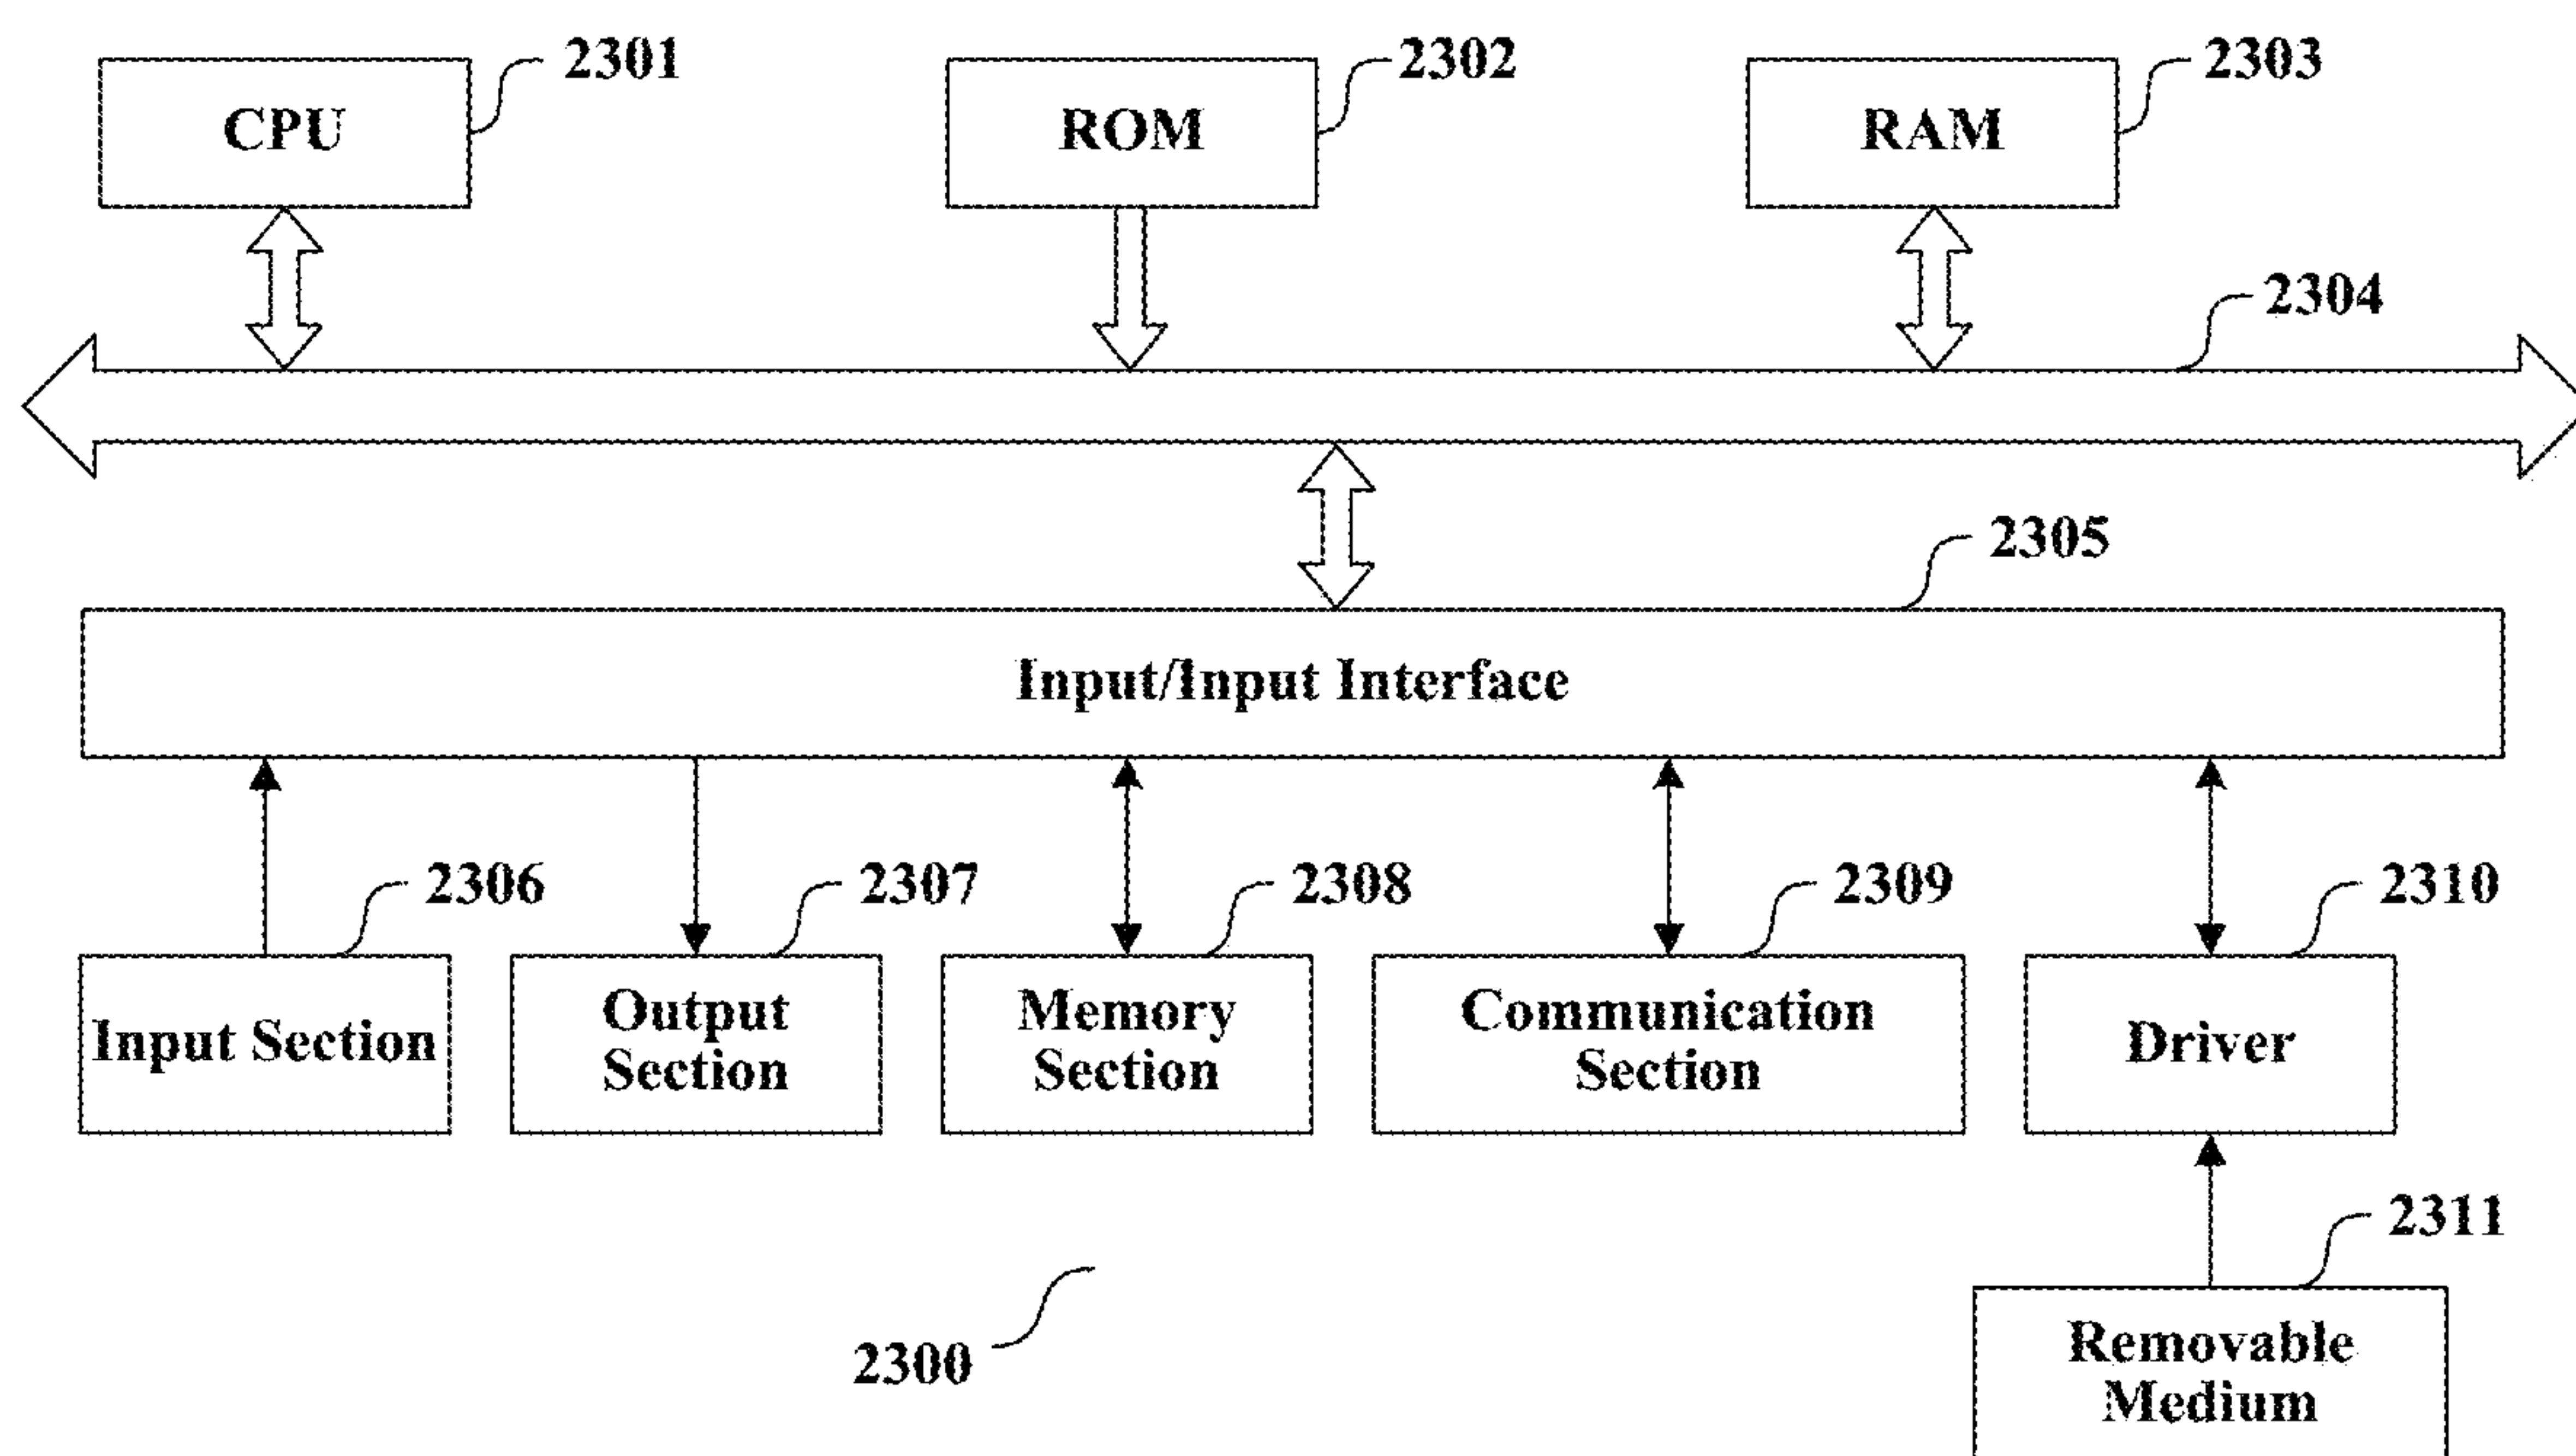 2301
2302
2303
CPU
ROM
RAM
2304
2305
Input/Input Interface
2306
2307
2308
2309
2310
Input Section
Output
Section
Memory
Section
Communication
Section
Driver
2311
2300
Removable
Medium